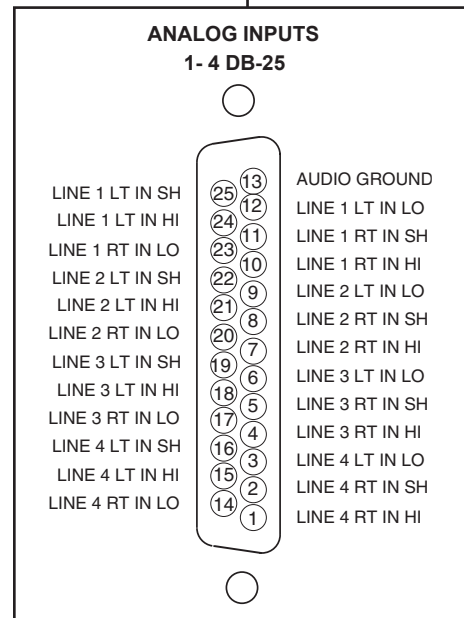 ANALOG INPUTS
1- 4 DB-25
13 AUDIO GROUND
LINE 1 LT IN SH 25
12 LINE 1 LT IN LO
LINE 1 LT IN HI 24
11 LINE 1 RT IN SH
LINE 1 RT IN LO 23
10 LINE 1 RT IN HI
LINE 2 LT IN SH 22
9 LINE 2 LT IN LO
LINE 2 LT IN HI 21
8 LINE 2 RT IN SH
LINE 2 RT IN LO 20
7 LINE 2 RT IN HI
LINE 3 LT IN SH 19
6 LINE 3 LT IN LO
LINE 3 LT IN HI 18
5 LINE 3 RT IN SH
LINE 3 RT IN LO 17
4 LINE 3 RT IN HI
LINE 4 LT IN SH 16
3 LINE 4 LT IN LO
LINE 4 LT IN HI 15
2 LINE 4 RT IN SH
LINE 4 RT IN LO 14
1 LINE 4 RT IN HI